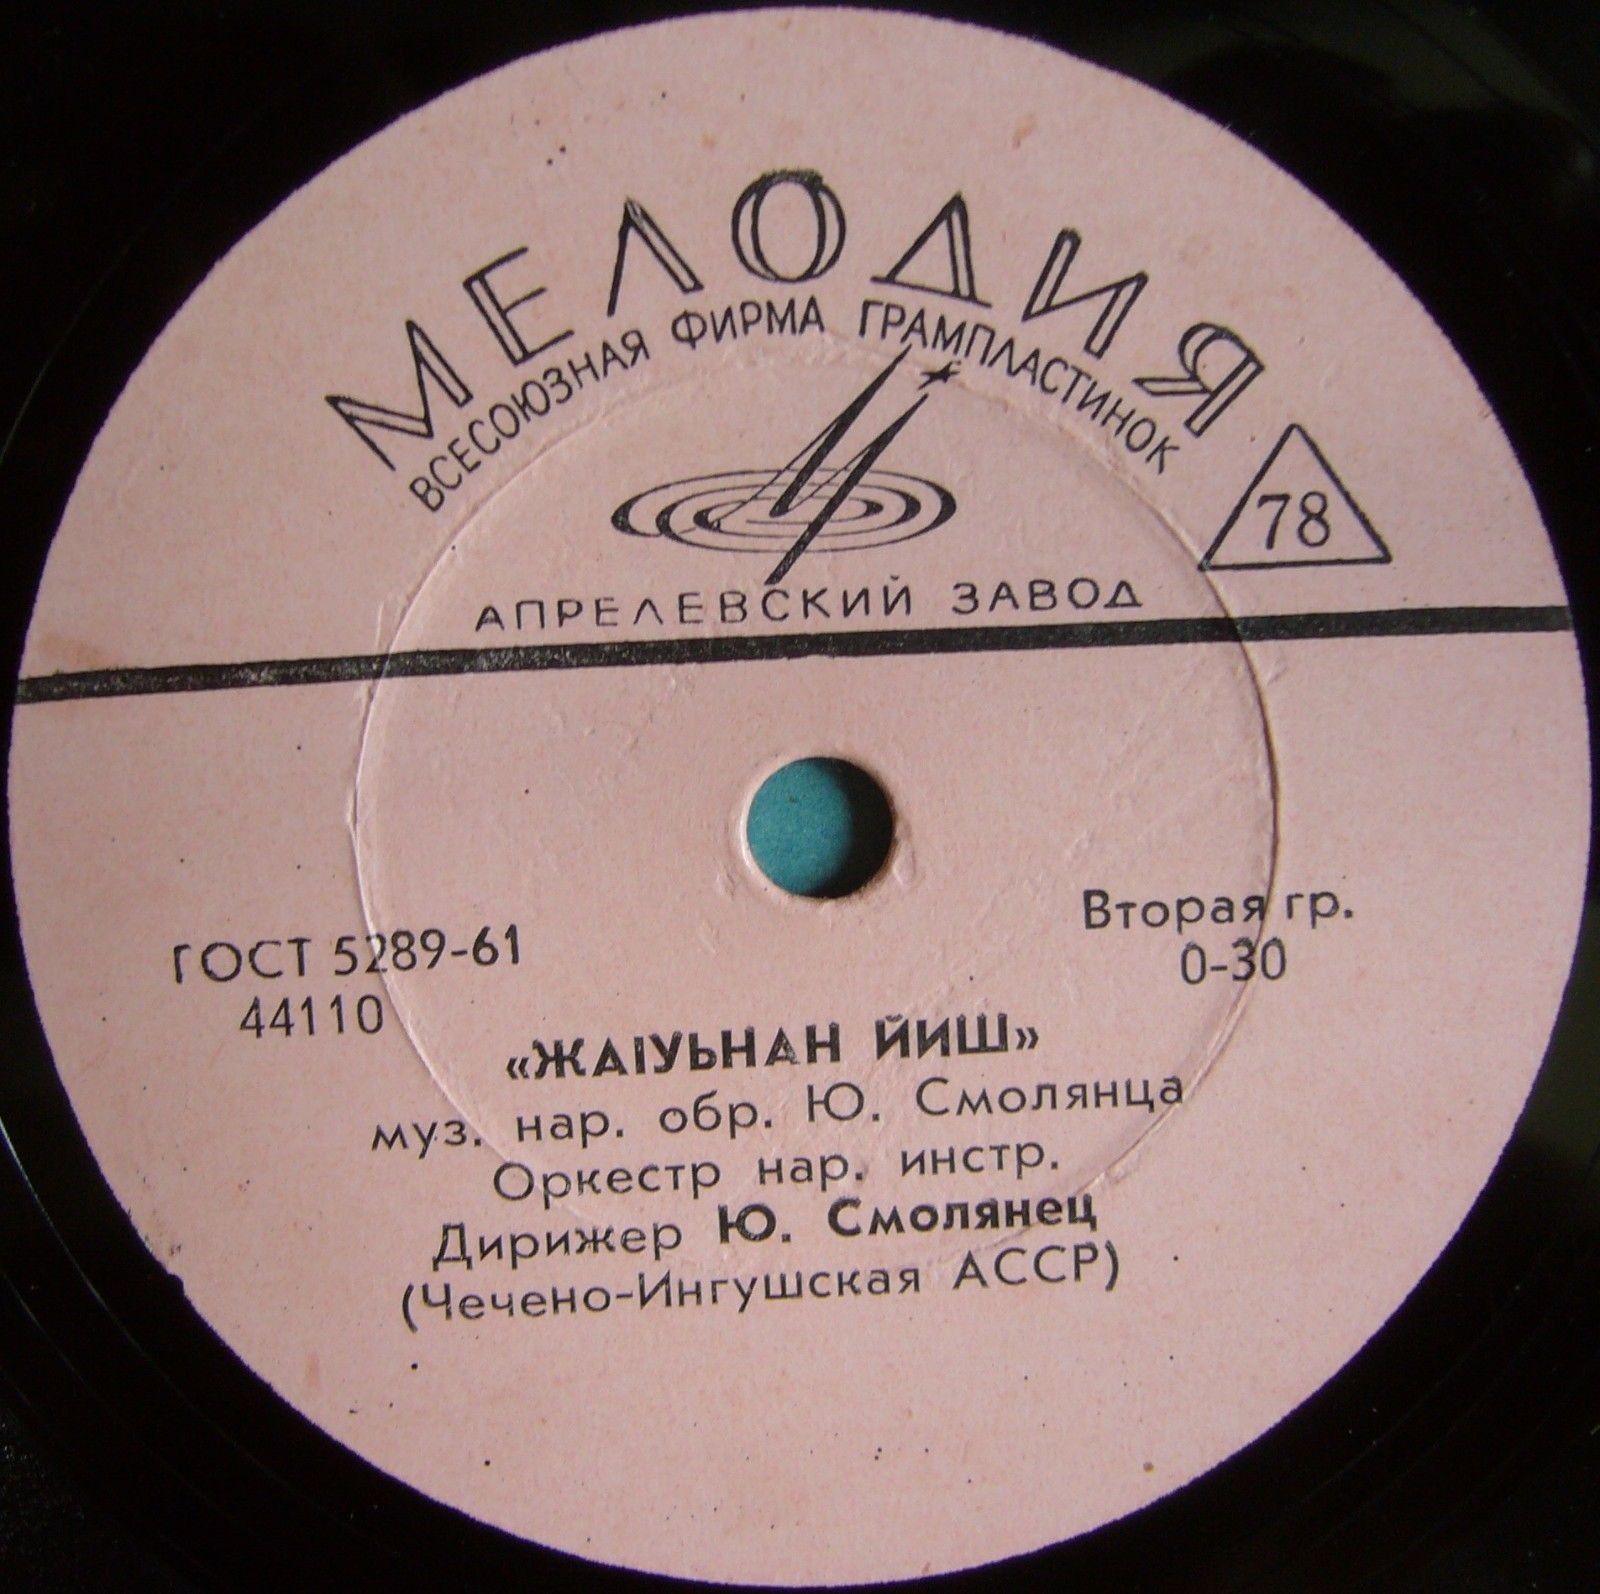 МЕЛОДИЯ
ВСЕСОЮЗНАЯ ФИРМА ГРАМПЛАСТИНОК
78
АПРЕЛЕВСКИЙ ЗАВОД
ГОСТ 5289-61
44110
Вторая гр.
0-30
«ЖАІУЬНАН ЙИШ»
муз. нар. обр. Ю. Смолянца
Оркестр нар. инстр.
Дирижер Ю. Смолянец
(Чечено-Ингушская АССР)